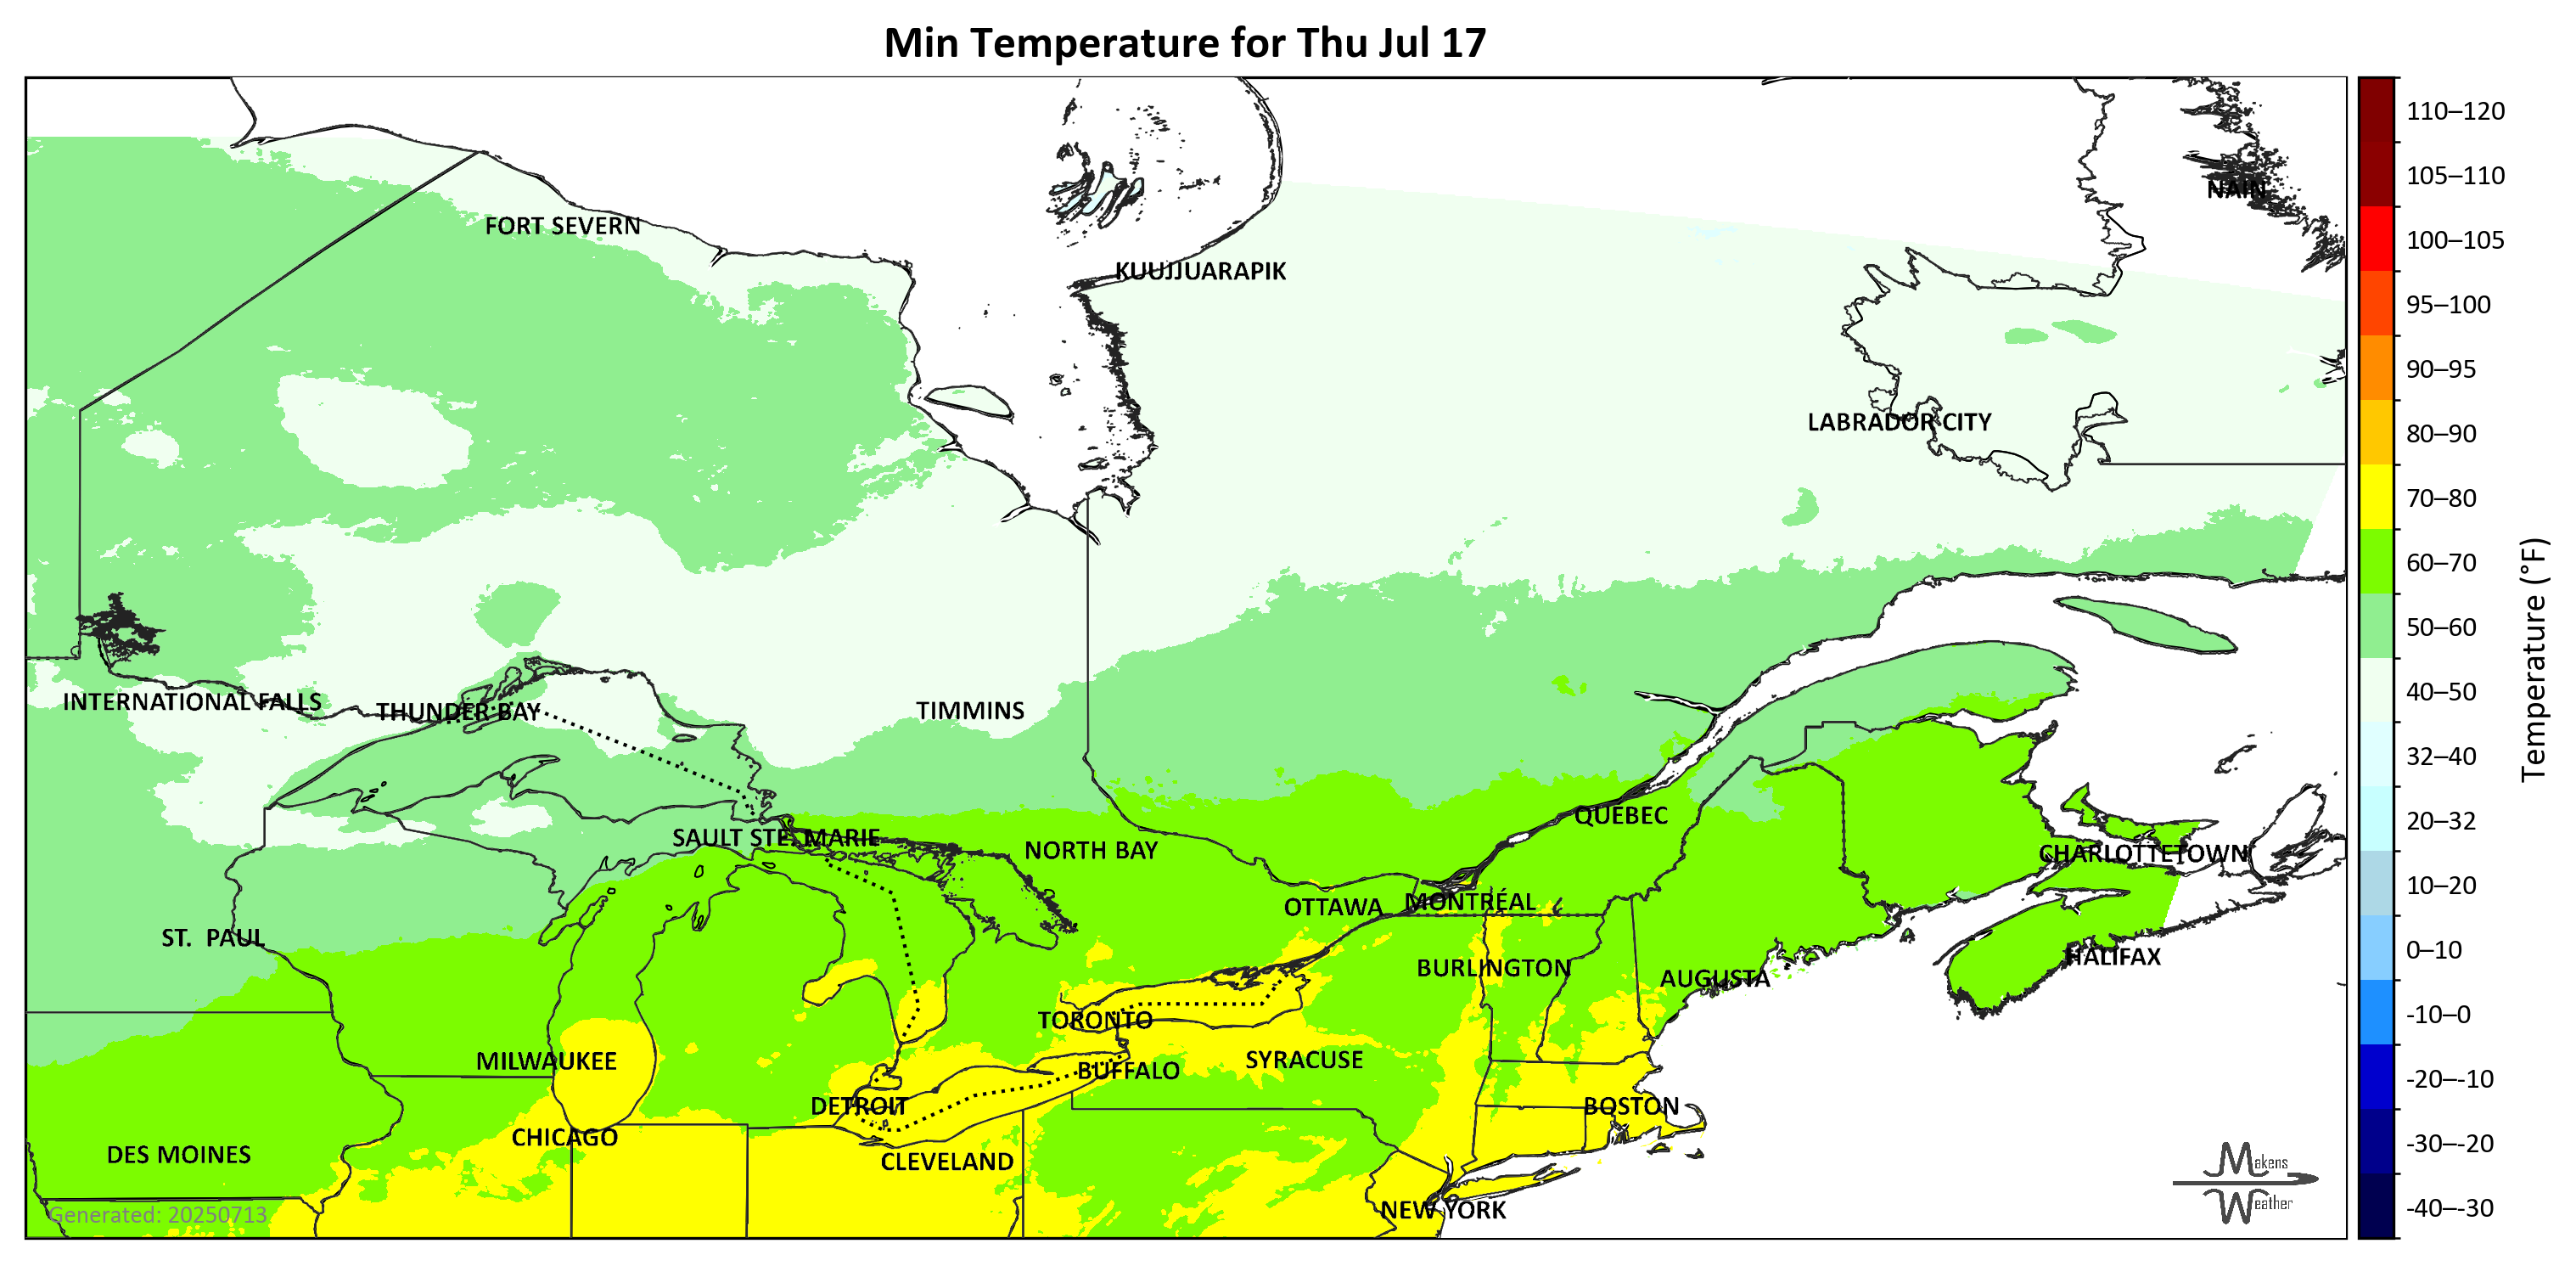 Min Temperature for Thu Jul 17
110–120
105–110
NAIN
FORT SEVERN
100–105
KUUJJUARAPIK
95–100
90–95
LABRADOR CITY
80–90
70–80
60–70
50–60
Temperature (°F)
40–50
INTERNATIONAL FALLS
THUNDER BAY
TIMMINS
32–40
QUÉBEC
20–32
SAULT STE. MARIE
NORTH BAY
CHARLOTTETOWN
10–20
OTTAWA
MONTRÉAL
ST.  PAUL
0–10
BURLINGTON
HALIFAX
AUGUSTA
-10–0
TORONTO
MILWAUKEE
SYRACUSE
BUFFALO
-20–-10
DETROIT
BOSTON
CHICAGO
-30–-20
DES MOINES
CLEVELAND
Makens
Weather
NEW YORK
-40–-30
Generated: 20250713